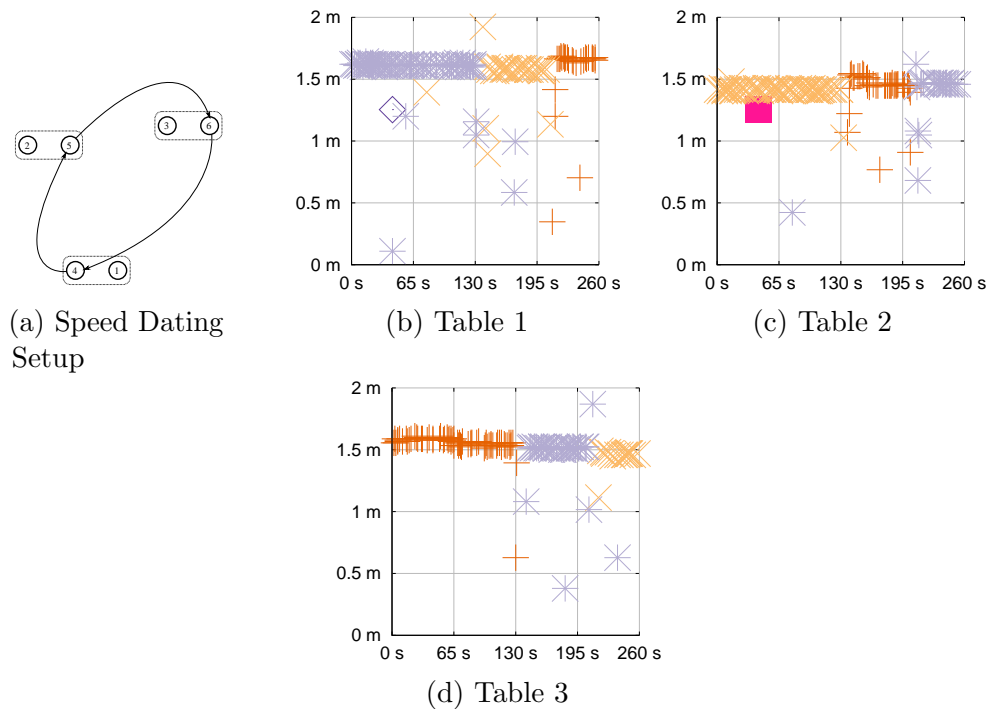 2 5
3 6
4 1
(a) Speed Dating
Setup
2 m
1.5 m
1 m
0.5 m
0 m
0 s 65 s 130 s 195 s 260 s
(b) Table 1
2 m
1.5 m
1 m
0.5 m
0 m
0 s 65 s 130 s 195 s 260 s
(c) Table 2
2 m
1.5 m
1 m
0.5 m
0 m
0 s 65 s 130 s 195 s 260 s
(d) Table 3